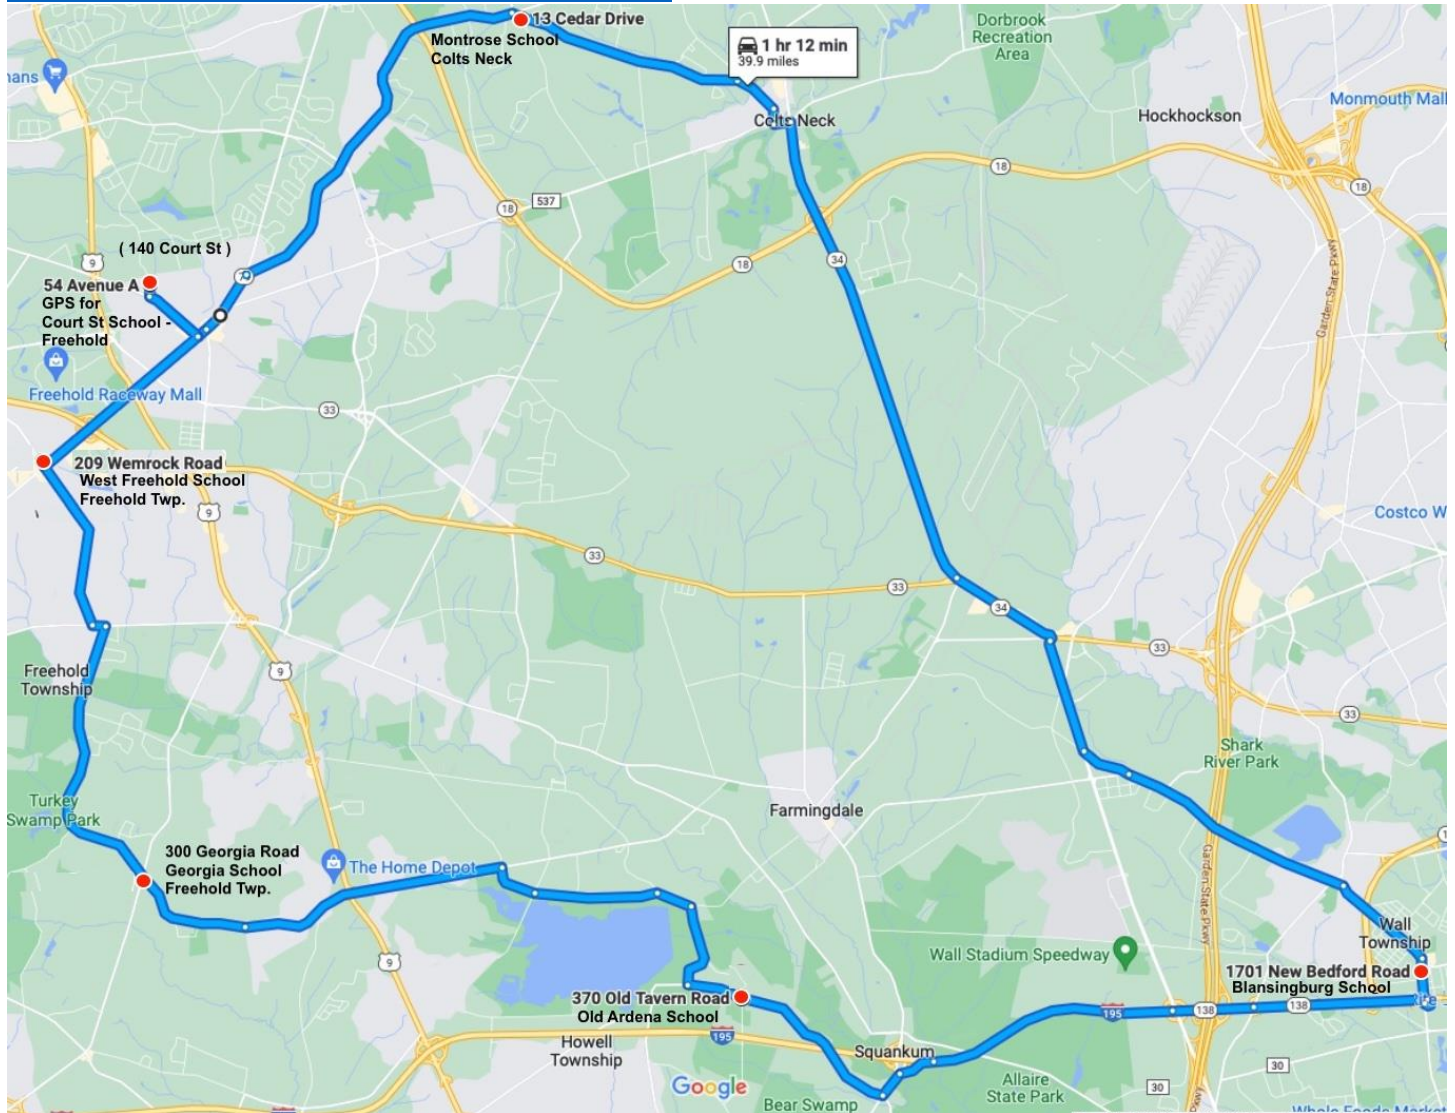 13 Cedar Drive
Montrose School
Colts Neck
1 hr 12 min
39.9 miles
Dorbrook
Recreation
Area
Monmouth Mall
Hockhockson
Colts Neck
18
18
537
18
18
34
9
( 140 Court St )
54 Avenue A
GPS for
Court St School -
Freehold
Garden State Pkwy
Freehold Raceway Mall
33
209 Wemrock Road
West Freehold School
Freehold Twp.
9
Costco W
33
33
34
33
33
9
Freehold
Township
Shark
River Park
Turkey
Swamp Park
Farmingdale
300 Georgia Road
Georgia School
Freehold Twp.
The Home Depot
Garden State Pkwy
9
Wall
Township
Wall Stadium Speedway
1701 New Bedford Road
Blansingburg School
370 Old Tavern Road
Old Ardena School
195
138
138
195
Howell
Township
Squankum
30
30
Allaire
State Park
Google
Bear Swamp
Pkwy